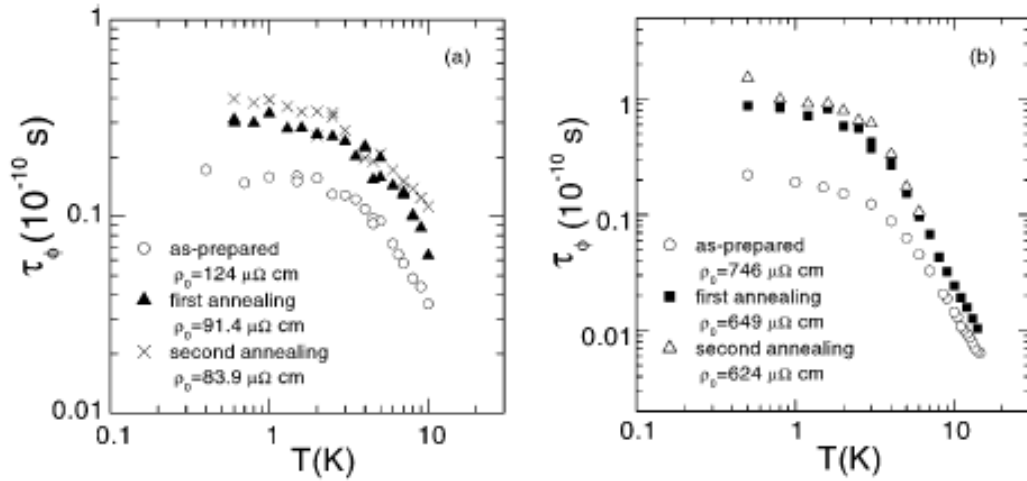 (a)
1
0.1
0.01
τφ (10⁻¹⁰ s)
as-prepared
ρ₀=124 μΩ cm
first annealing
ρ₀=91.4 μΩ cm
second annealing
ρ₀=83.9 μΩ cm
0.1 1 10
T(K)
(b)
1
0.1
0.01
τφ (10⁻¹⁰ s)
as-prepared
ρ₀=746 μΩ cm
first annealing
ρ₀=649 μΩ cm
second annealing
ρ₀=624 μΩ cm
0.1 1 10
T(K)